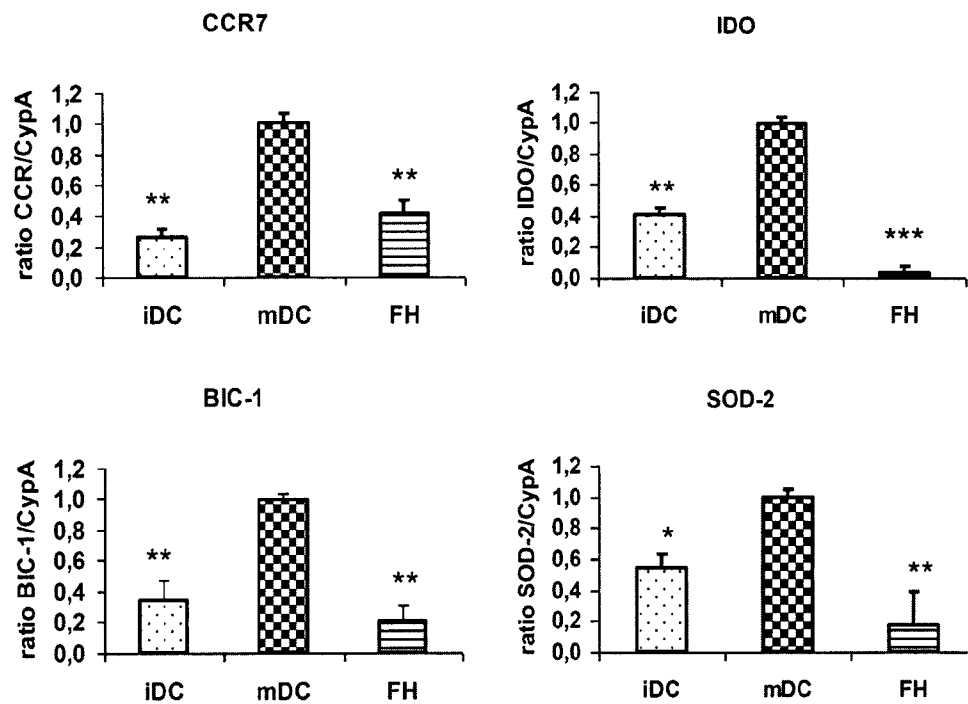 CCR7
ratio CCR/CypA
1,2
1,0
0,8
0,6
0,4
0,2
0,0
**
**
iDC
mDC
FH
IDO
ratio IDO/CypA
1,2
1,0
0,8
0,6
0,4
0,2
0,0
**
***
iDC
mDC
FH
BIC-1
ratio BIC-1/CypA
1,2
1,0
0,8
0,6
0,4
0,2
0,0
**
**
iDC
mDC
FH
SOD-2
ratio SOD-2/CypA
1,2
1,0
0,8
0,6
0,4
0,2
0,0
*
**
iDC
mDC
FH